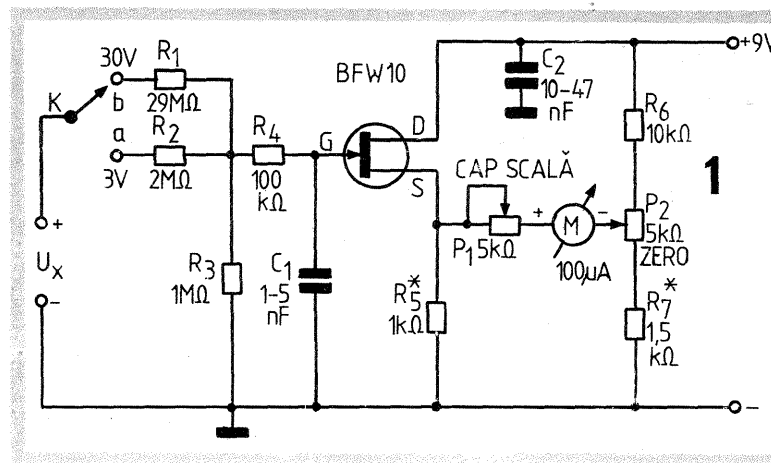 +9V
30V
R1
29MΩ
K
b
a
R2
3V
2MΩ
R4
100
kΩ
BFW10
G
D
S
C2
10-47
nF
R6
10kΩ
1
CAP SCALĂ
P1 5kΩ
+
M
-
100μA
P2
5kΩ
ZERO
+
Ux
-
R3
1MΩ
C1
1-5
nF
R5*
1kΩ
R7*
1,5
kΩ
-